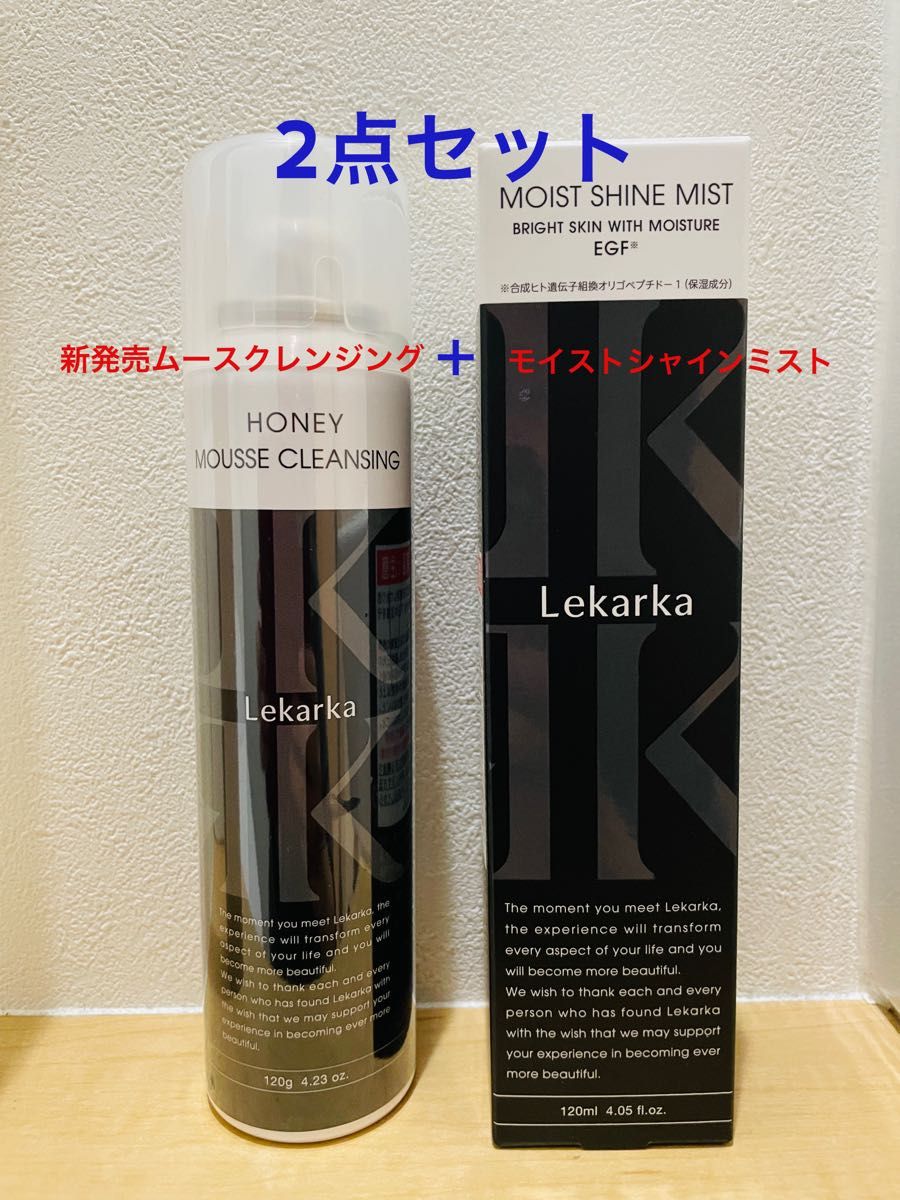 2点セット
MOIST SHINE MIST
BRIGHT SKIN WITH MOISTURE
EGF※
※合成ヒト遺伝子組換オリゴペプチド-1(保湿成分)
新発売ムースクレンジング + モイストシャインミスト
HONEY
MOUSSE CLEANSING
Lekarka
The moment you meet Lekarka, the
experience will transform every
aspect of your life and you will
become more beautiful.
We wish to thank each and every
person who has found Lekarka with
the wish that we may support your
experience in becoming ever more
beautiful.
120g 4.23 oz.
Lekarka
The moment you meet Lekarka,
the experience will transform
every aspect of your life and you
will become more beautiful.
We wish to thank each and every
person who has found Lekarka
with the wish that we may support
your experience in becoming ever
more beautiful.
120ml 4.05 fl.oz.